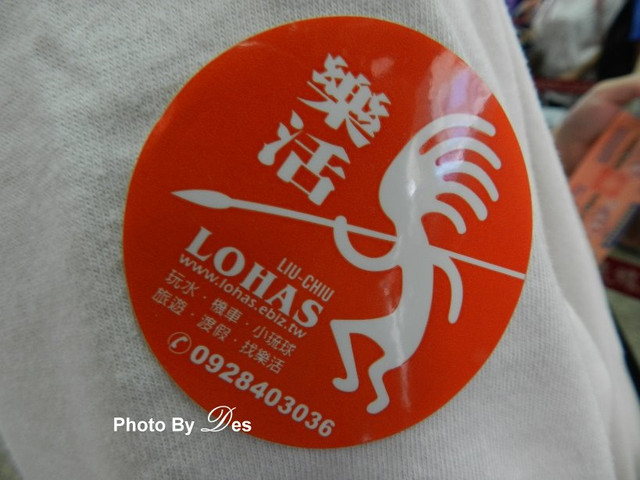 樂活
LIU-CHIU
LOHAS
www.lohas.ebiz.tw
玩水·機車·小琉球
旅遊·渡假·找樂活
0928403036
Photo By Des